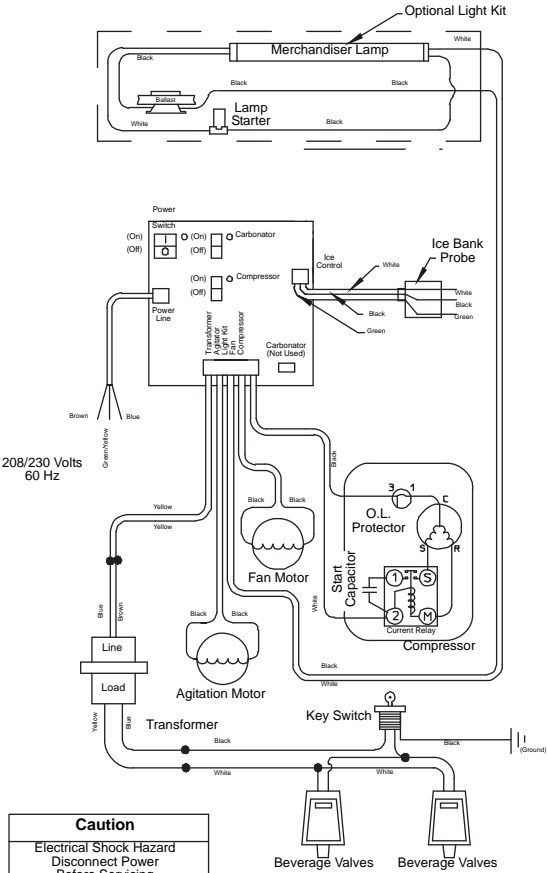 Optional Light Kit
White
Merchandiser Lamp
Black
Black
Black
Ballast
Lamp
Starter
White
Black
Power
Switch
(On)
(Off)
1
0
(On)
(Off)
Carbonator
(On)
(Off)
Compressor
Ice
Control
White
Ice Bank
Probe
White
Black
Green
Black
Green
Power
Line
Transformer
Agitator
Light Kit
Fan
Compressor
Carbonator
(Not Used)
Brown
Green/Yellow
Blue
208/230 Volts
60 Hz
Yellow
Yellow
Black
Black
Fan Motor
Black
3
1
C
O.L.
Protector
S
R
Start
Capacitor
1
S
2
M
Current Relay
Compressor
White
Blue
Brown
Line
Load
Black
Black
Agitation Motor
Black
White
Yellow
Blue
Transformer
Key Switch
Black
Black
(Ground)
White
White
Beverage Valves
Beverage Valves
Caution
Electrical Shock Hazard
Disconnect Power
Before Servicing